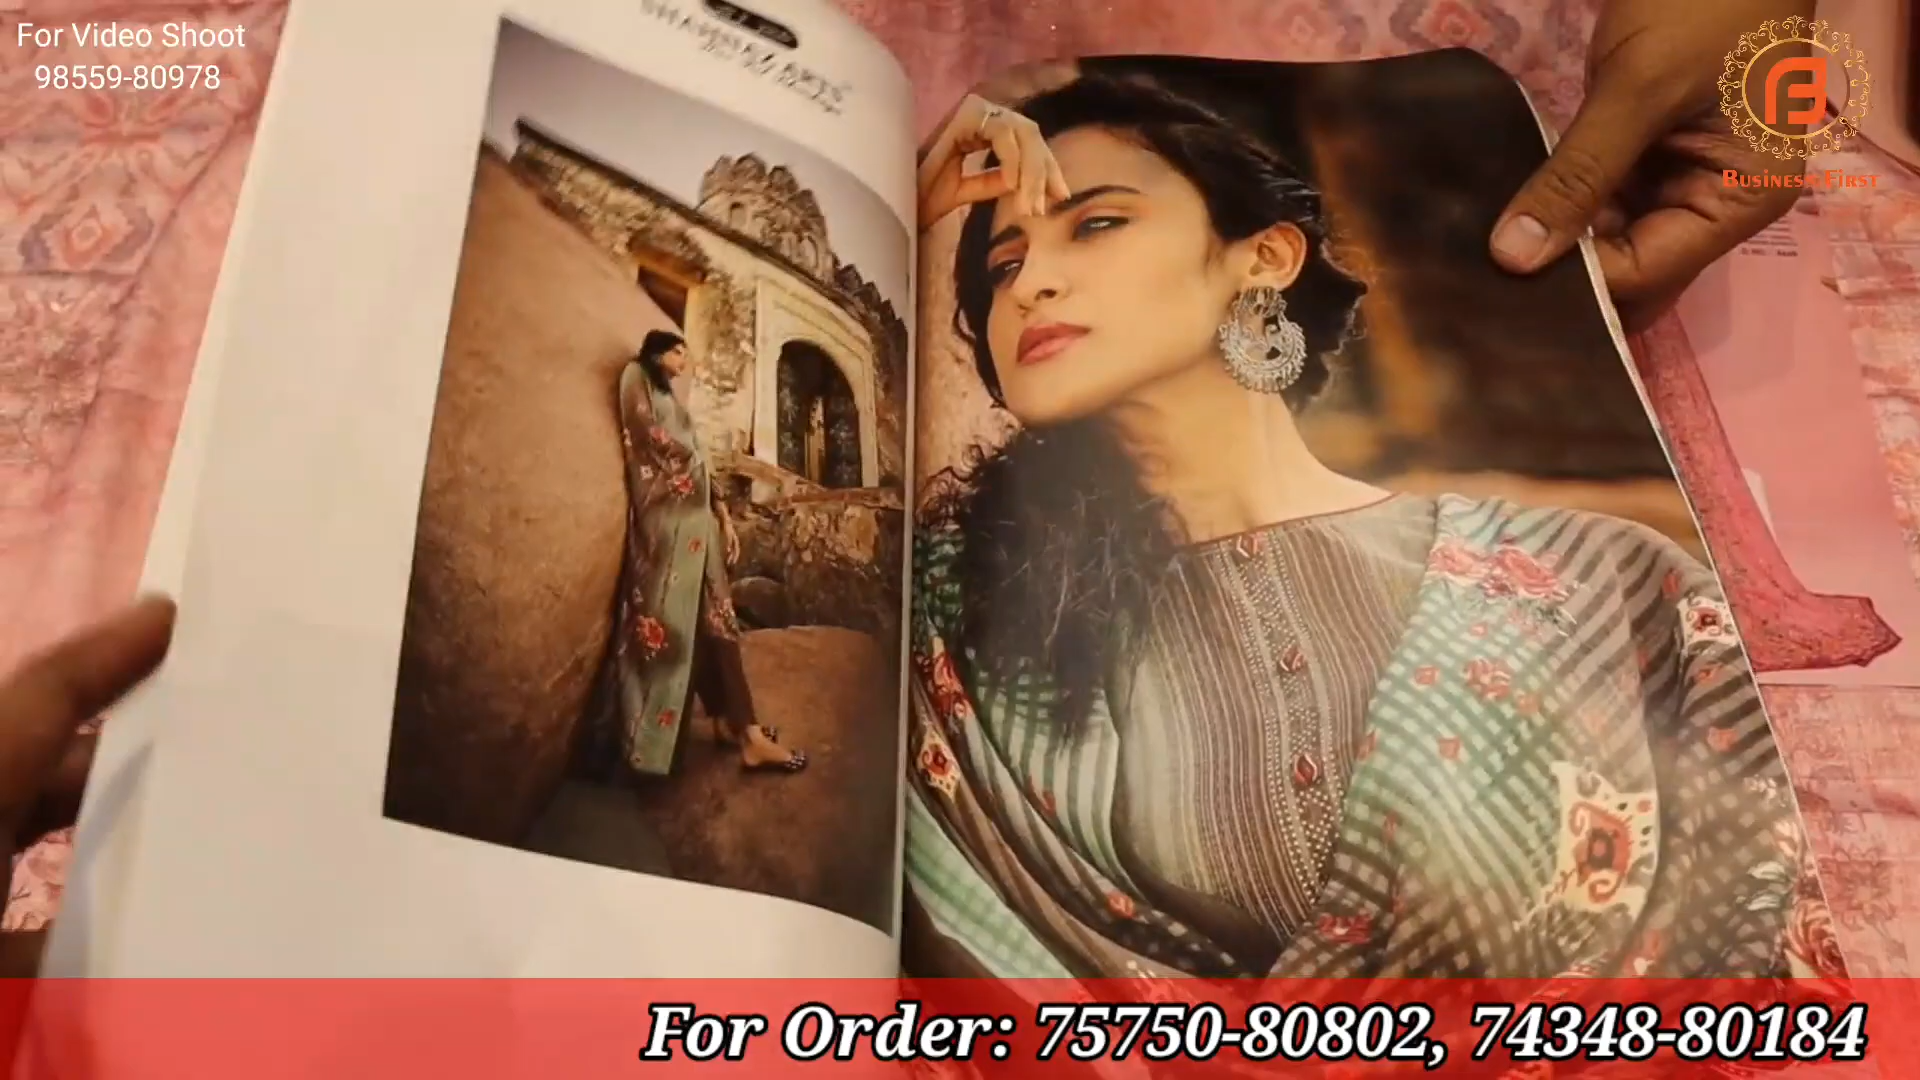 For Video Shoot
98559-80978
BUSINESS FIRST
For Order: 75750-80802, 74348-80184